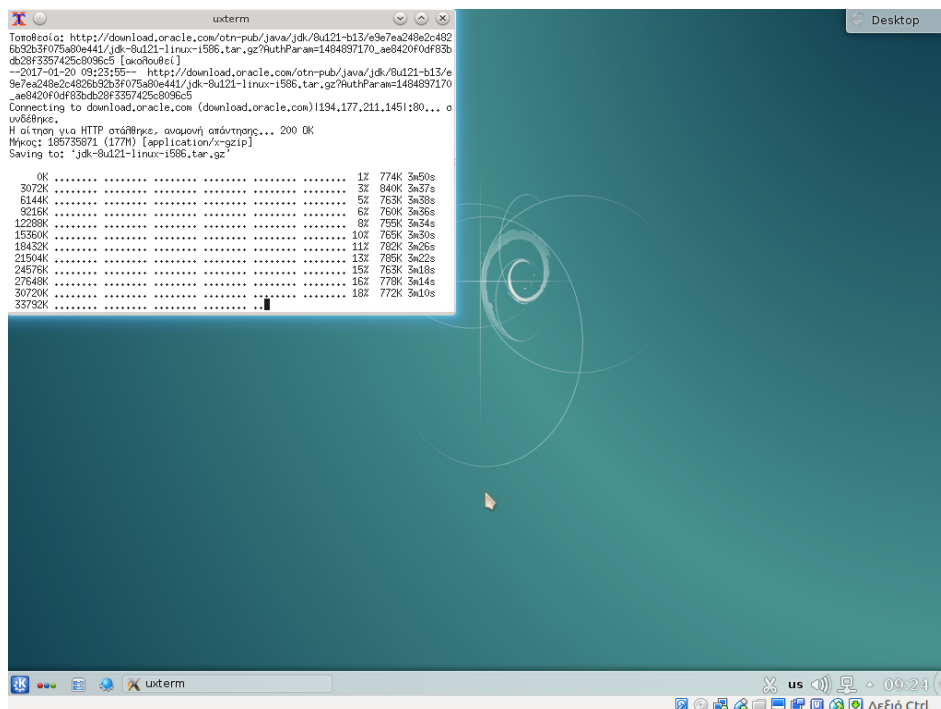 uxterm
Desktop
Τοποθεσία: http://download.oracle.com/otn-pub/java/jdk/8u121-b13/e9e7ea248e2c482
6b92b3f075a80e441/jdk-8u121-linux-i586.tar.gz?AuthParam=1484897170_ae8420f0df83b
db28f3357425c8096c5 [ακολουθεί]
--2017-01-20 09:23:55-- http://download.oracle.com/otn-pub/java/jdk/8u121-b13/e
9e7ea248e2c4826b92b3f075a80e441/jdk-8u121-linux-i586.tar.gz?AuthParam=1484897170
_ae8420f0df83bdb28f3357425c8096c5
Connecting to download.oracle.com (download.oracle.com)|194.177.211.145|:80... σ
υνδέθηκε.
Η αίτηση για HTTP στάλθηκε, αναμονή απάντησης... 200 OK
Μήκος: 185735871 (177M) [application/x-gzip]
Saving to: ‘jdk-8u121-linux-i586.tar.gz’
0K ........ ........ ........ ........ ........ ........ 1% 774K 3m50s
3072K ........ ........ ........ ........ ........ ........ 3% 840K 3m37s
6144K ........ ........ ........ ........ ........ ........ 5% 763K 3m38s
9216K ........ ........ ........ ........ ........ ........ 6% 760K 3m36s
12288K ........ ........ ........ ........ ........ ........ 8% 755K 3m34s
15360K ........ ........ ........ ........ ........ ........ 10% 765K 3m30s
18432K ........ ........ ........ ........ ........ ........ 11% 782K 3m26s
21504K ........ ........ ........ ........ ........ ........ 13% 785K 3m22s
24576K ........ ........ ........ ........ ........ ........ 15% 763K 3m18s
27648K ........ ........ ........ ........ ........ ........ 16% 778K 3m14s
30720K ........ ........ ........ ........ ........ ........ 18% 772K 3m10s
33792K ........ ........ ........ ........ ..
uxterm
us
09:24
Δεξιό Ctrl